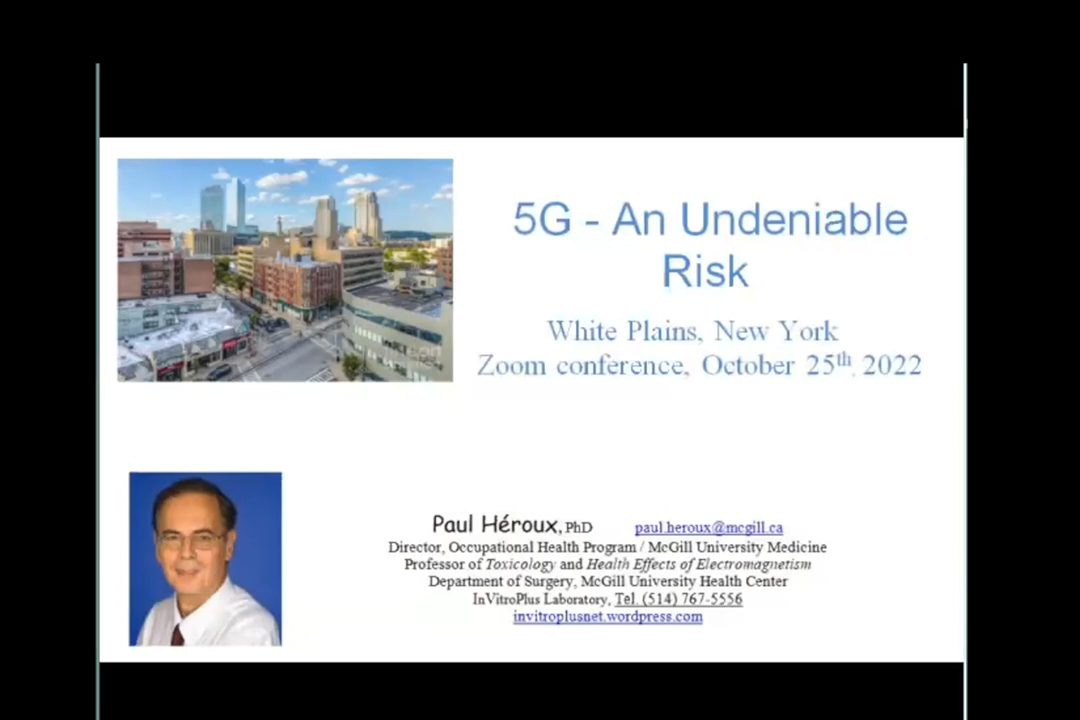 5G - An Undeniable
Risk
White Plains, New York
Zoom conference, October 25th, 2022
Paul Héroux, PhD paul.heroux@mcgill.ca
Director, Occupational Health Program / McGill University Medicine
Professor of Toxicology and Health Effects of Electromagnetism
Department of Surgery, McGill University Health Center
InVitroPlus Laboratory, Tel. (514) 767-5556
invitroplusnet.wordpress.com